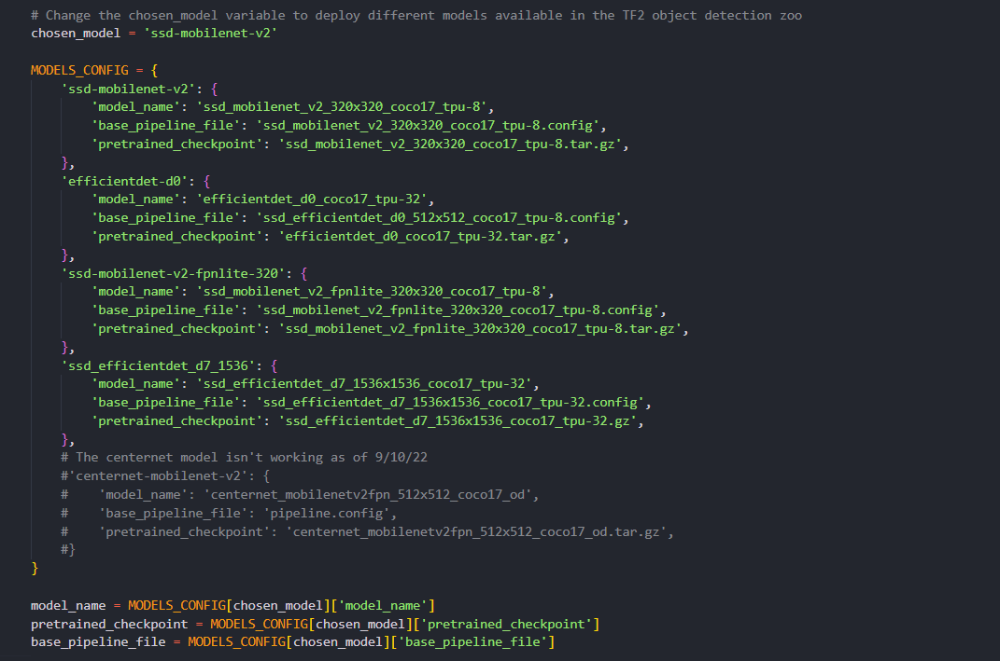 # Change the chosen_model variable to deploy different models available in the TF2 object detection zoo
chosen_model = 'ssd-mobilenet-v2'
MODELS_CONFIG = {
'ssd-mobilenet-v2': {
'model_name': 'ssd_mobilenet_v2_320x320_coco17_tpu-8',
'base_pipeline_file': 'ssd_mobilenet_v2_320x320_coco17_tpu-8.config',
'pretrained_checkpoint': 'ssd_mobilenet_v2_320x320_coco17_tpu-8.tar.gz',
},
'efficientdet-d0': {
'model_name': 'efficientdet_d0_coco17_tpu-32',
'base_pipeline_file': 'ssd_efficientdet_d0_512x512_coco17_tpu-8.config',
'pretrained_checkpoint': 'efficientdet_d0_coco17_tpu-32.tar.gz',
},
'ssd-mobilenet-v2-fpnlite-320': {
'model_name': 'ssd_mobilenet_v2_fpnlite_320x320_coco17_tpu-8',
'base_pipeline_file': 'ssd_mobilenet_v2_fpnlite_320x320_coco17_tpu-8.config',
'pretrained_checkpoint': 'ssd_mobilenet_v2_fpnlite_320x320_coco17_tpu-8.tar.gz',
},
'ssd_efficientdet_d7_1536': {
'model_name': 'ssd_efficientdet_d7_1536x1536_coco17_tpu-32',
'base_pipeline_file': 'ssd_efficientdet_d7_1536x1536_coco17_tpu-32.config',
'pretrained_checkpoint': 'ssd_efficientdet_d7_1536x1536_coco17_tpu-32.gz',
},
# The centernet model isn't working as of 9/10/22
#'centernet-mobilenet-v2': {
#    'model_name': 'centernet_mobilenetv2fpn_512x512_coco17_od',
#    'base_pipeline_file': 'pipeline.config',
#    'pretrained_checkpoint': 'centernet_mobilenetv2fpn_512x512_coco17_od.tar.gz',
#}
}
model_name = MODELS_CONFIG[chosen_model]['model_name']
pretrained_checkpoint = MODELS_CONFIG[chosen_model]['pretrained_checkpoint']
base_pipeline_file = MODELS_CONFIG[chosen_model]['base_pipeline_file']